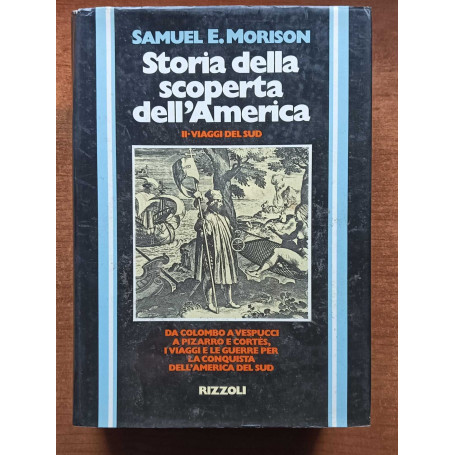 SAMUEL E. MORISON
Storia della
scoperta
dell'America
II·VIAGGI DEL SUD
DA COLOMBO A VESPUCCI
A PIZARRO E CORTÉS,
I VIAGGI E LE GUERRE PER
LA CONQUISTA
DELL'AMERICA DEL SUD
RIZZOLI